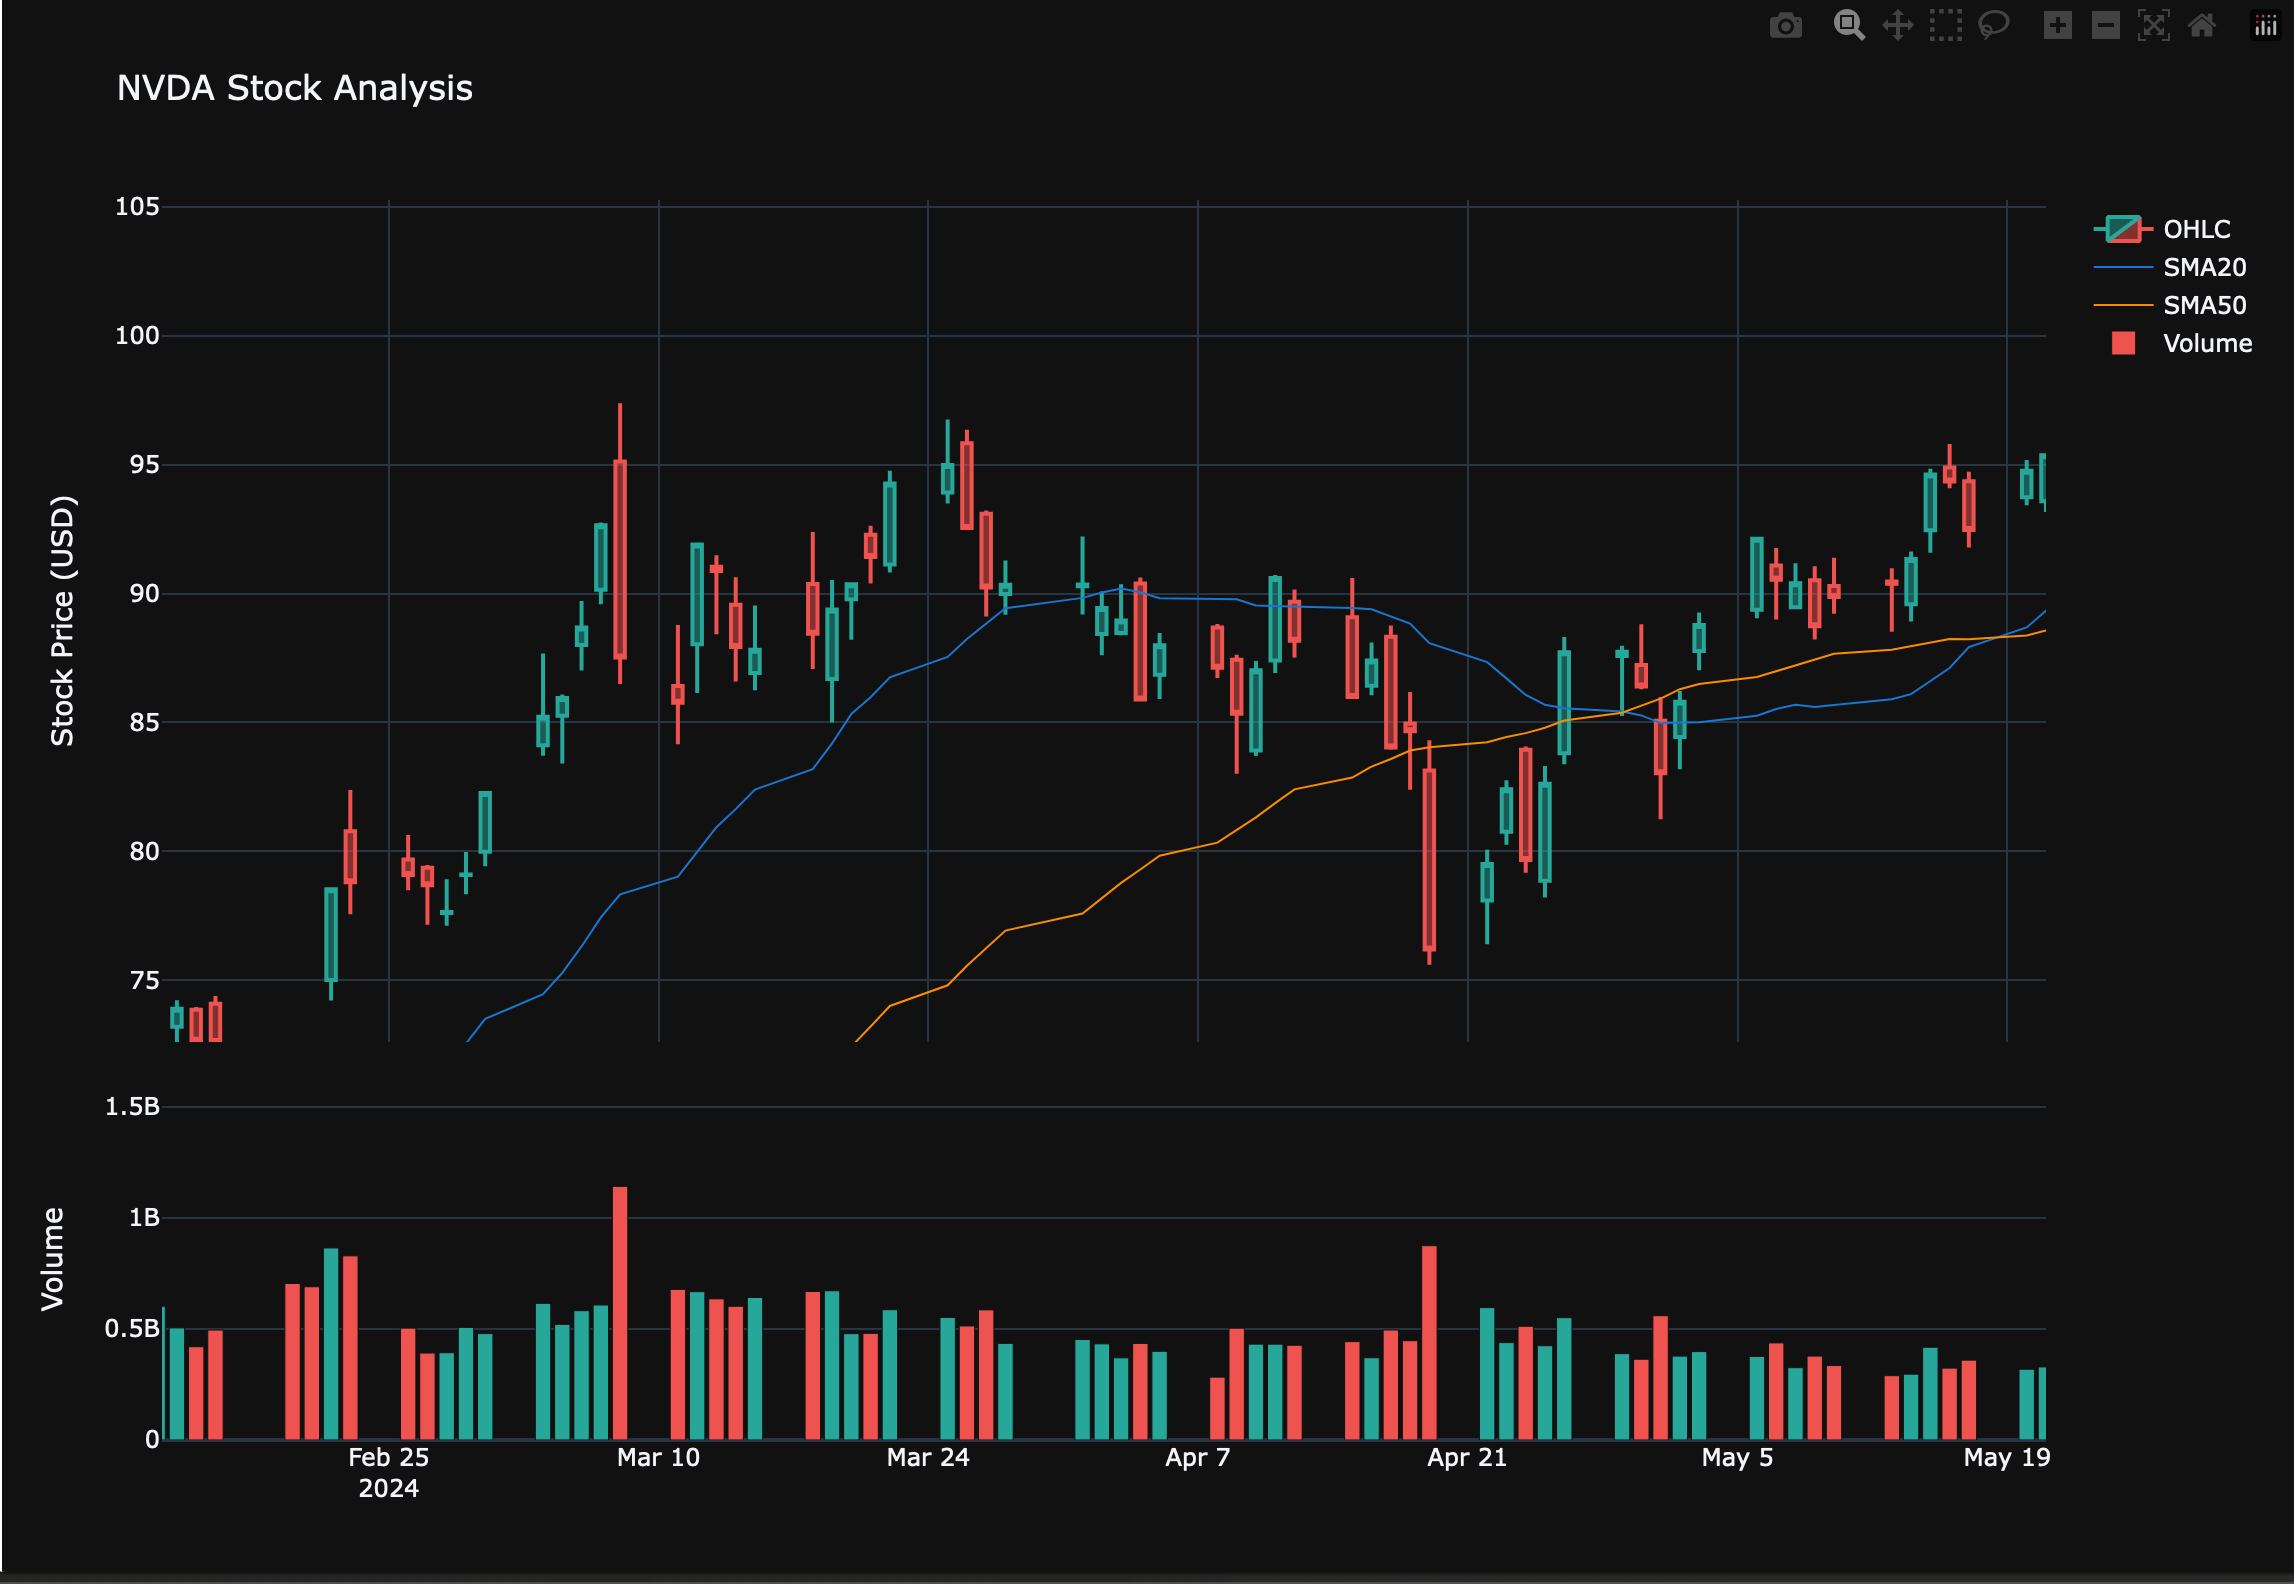 NVDA Stock Analysis
105
100
95
90
85
80
75
Stock Price (USD)
OHLC
SMA20
SMA50
Volume
1.5B
1B
0.5B
0
Volume
Feb 25
2024
Mar 10
Mar 24
Apr 7
Apr 21
May 5
May 19